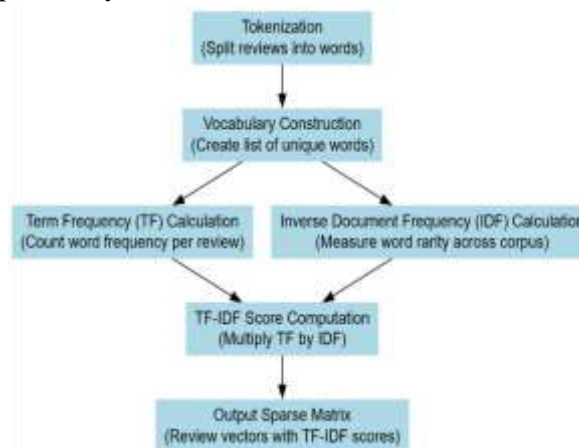 Tokenization
(Split reviews into words)
Vocabulary Construction
(Create list of unique words)
Term Frequency (TF) Calculation
(Count word frequency per review)
Inverse Document Frequency (IDF) Calculation
(Measure word rarity across corpus)
TF-IDF Score Computation
(Multiply TF by IDF)
Output Sparse Matrix
(Review vectors with TF-IDF scores)